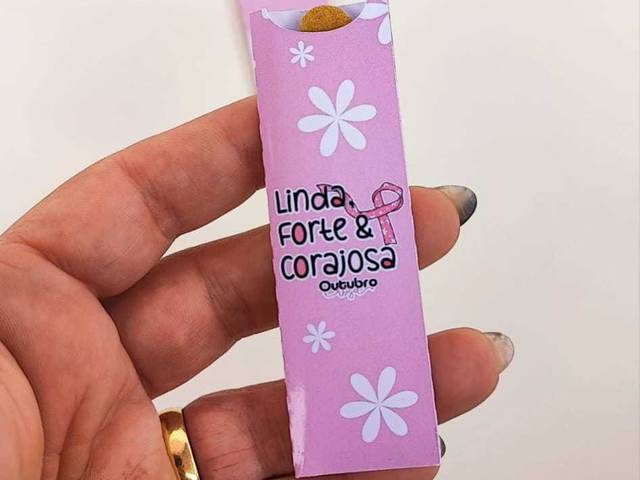 Linda,
Forte &
corajosa
Outubro